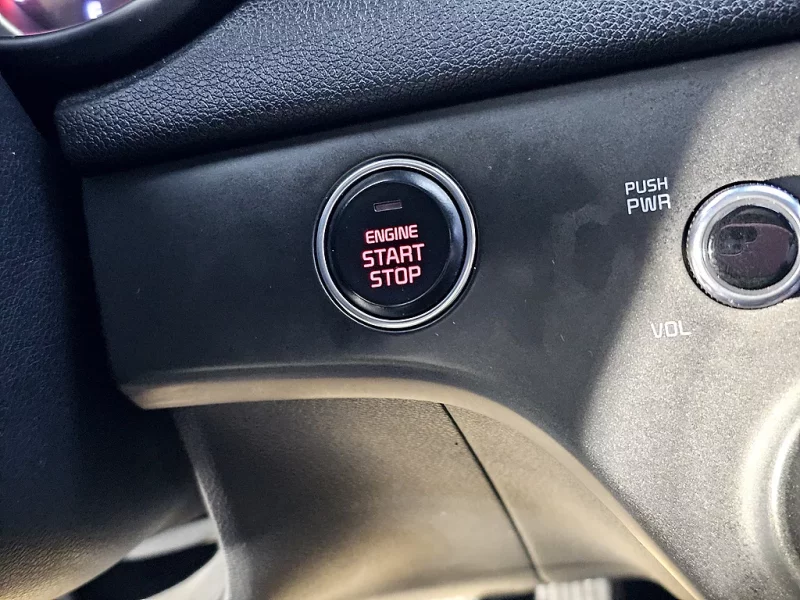 ENGINE
START
STOP
PUSH
PWR
VOL